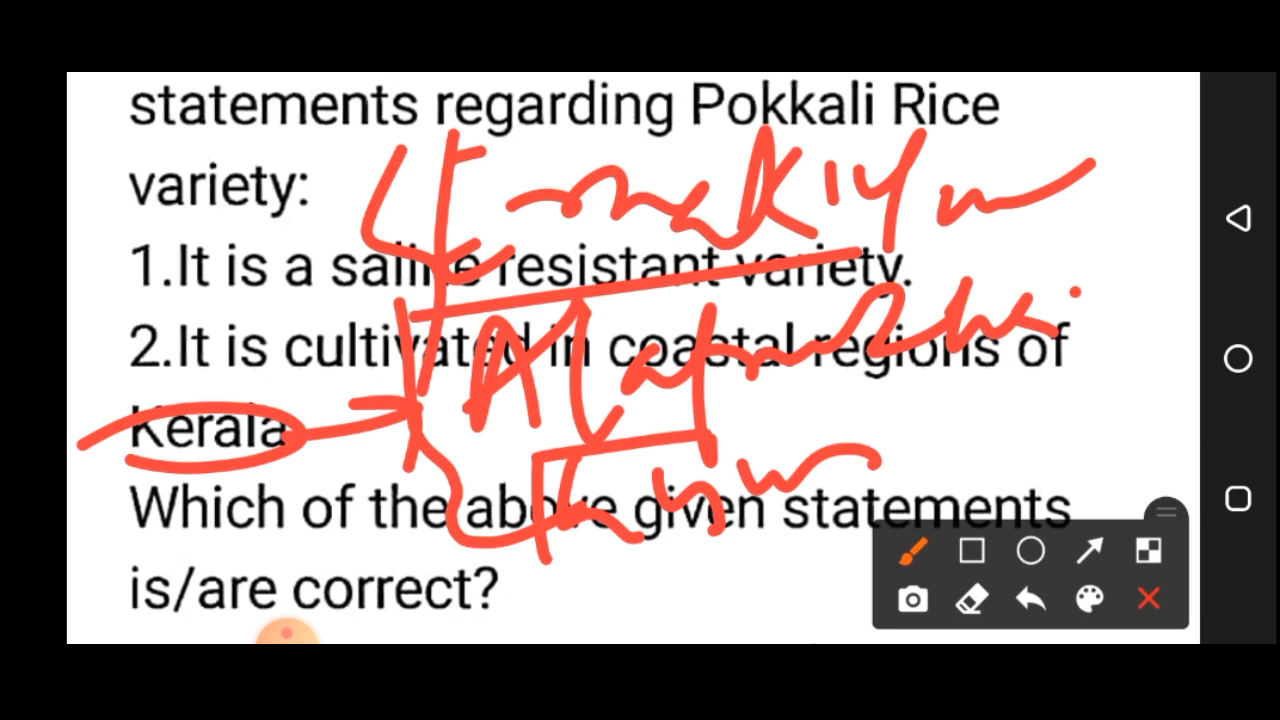 statements regarding Pokkali Rice
variety:
1.It is a saline resistant variety.
2.It is cultivated in coastal regions of
Kerala
Which of the above given statements
is/are correct?